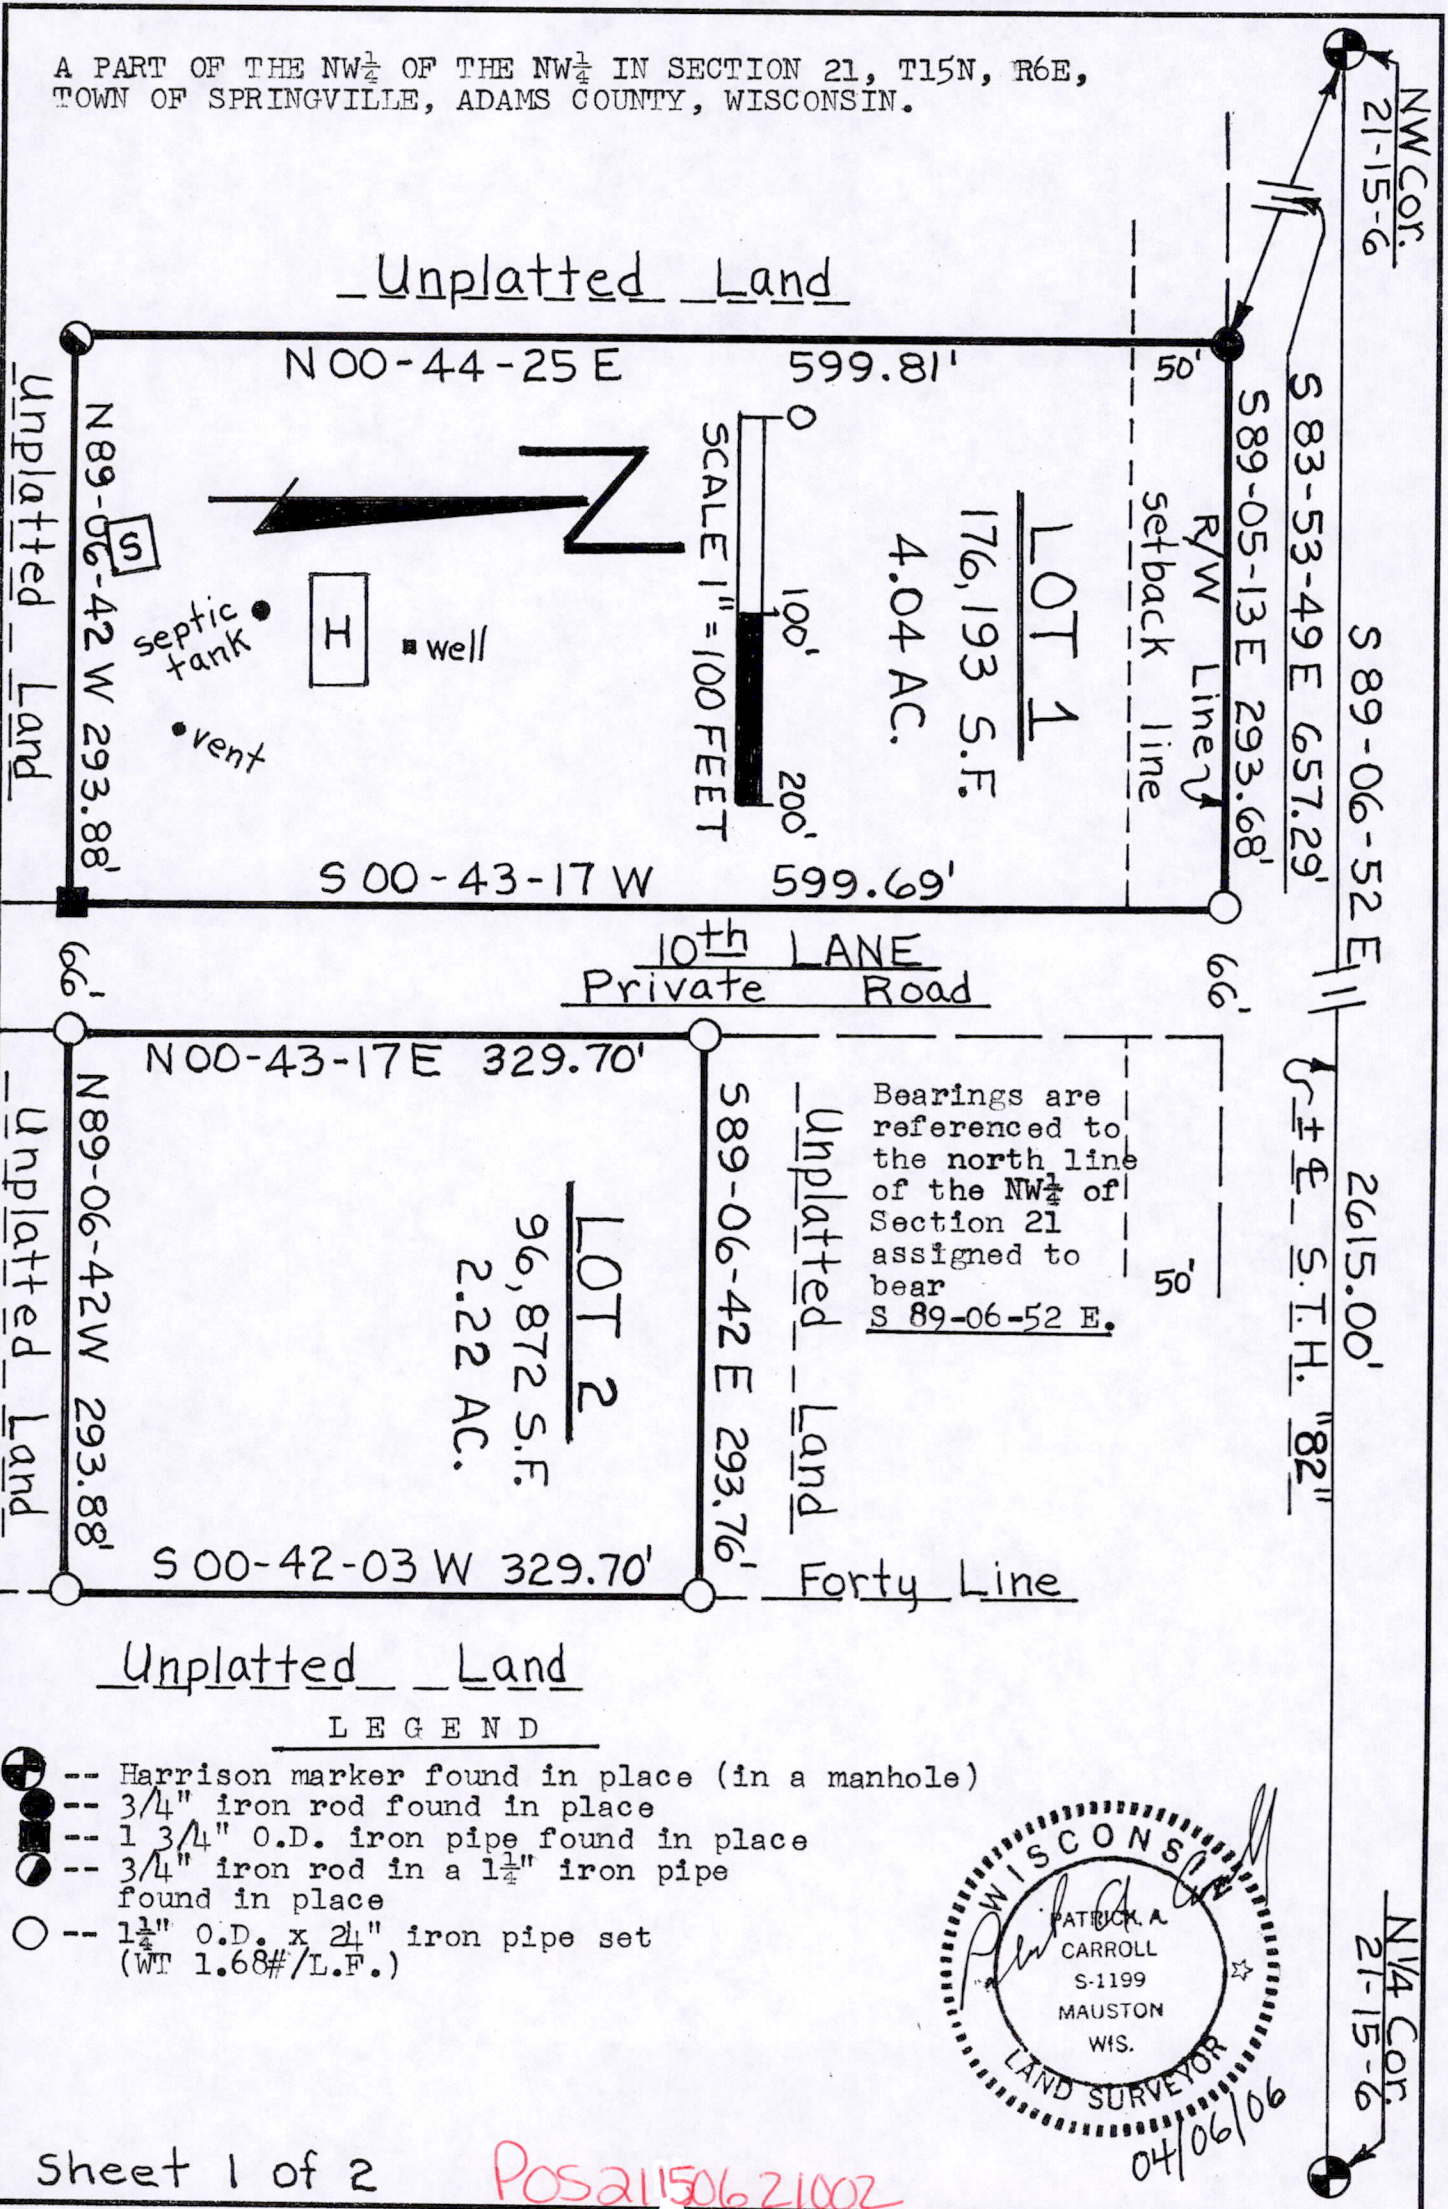 A PART OF THE NW¼ OF THE NW¼ IN SECTION 21, T15N, R6E,
TOWN OF SPRINGVILLE, ADAMS COUNTY, WISCONSIN.
NW Cor.
21-15-6
S 89-06-52 E
2615.00'
S 83-53-49 E 657.29'
Unplatted Land
N 00-44-25 E 599.81'
50'
S 89-05-13 E 293.68'
R/W Line
setback line
LOT 1
176,193 S.F.
4.04 AC.
0 100' 200'
SCALE 1" = 100 FEET
N
well
H
septic
tank
vent
S
N 89-06-42 W 293.88'
Unplatted Land
S 00-43-17 W 599.69'
10th LANE
Private Road
66'
66'
N 00-43-17 E 329.70'
S 89-06-42 E 293.76'
Unplatted Land
Bearings are
referenced to
the north line
of the NW¼ of
Section 21
assigned to
bear
S 89-06-52 E.
50'
± ℄ S.T.H. "82"
LOT 2
96,872 S.F.
2.22 AC.
N 89-06-42 W 293.88'
Unplatted Land
S 00-42-03 W 329.70'
Forty Line
Unplatted Land
LEGEND
-- Harrison marker found in place (in a manhole)
-- 3/4" iron rod found in place
-- 1 3/4" O.D. iron pipe found in place
-- 3/4" iron rod in a 1¼" iron pipe
found in place
-- 1¼" O.D. x 24" iron pipe set
(WT 1.68#/L.F.)
WISCONSIN
PATRICK A.
CARROLL
S-1199
MAUSTON
WIS.
LAND SURVEYOR
04/06/06
N 1/4 Cor.
21-15-6
Sheet 1 of 2
POS21150621002